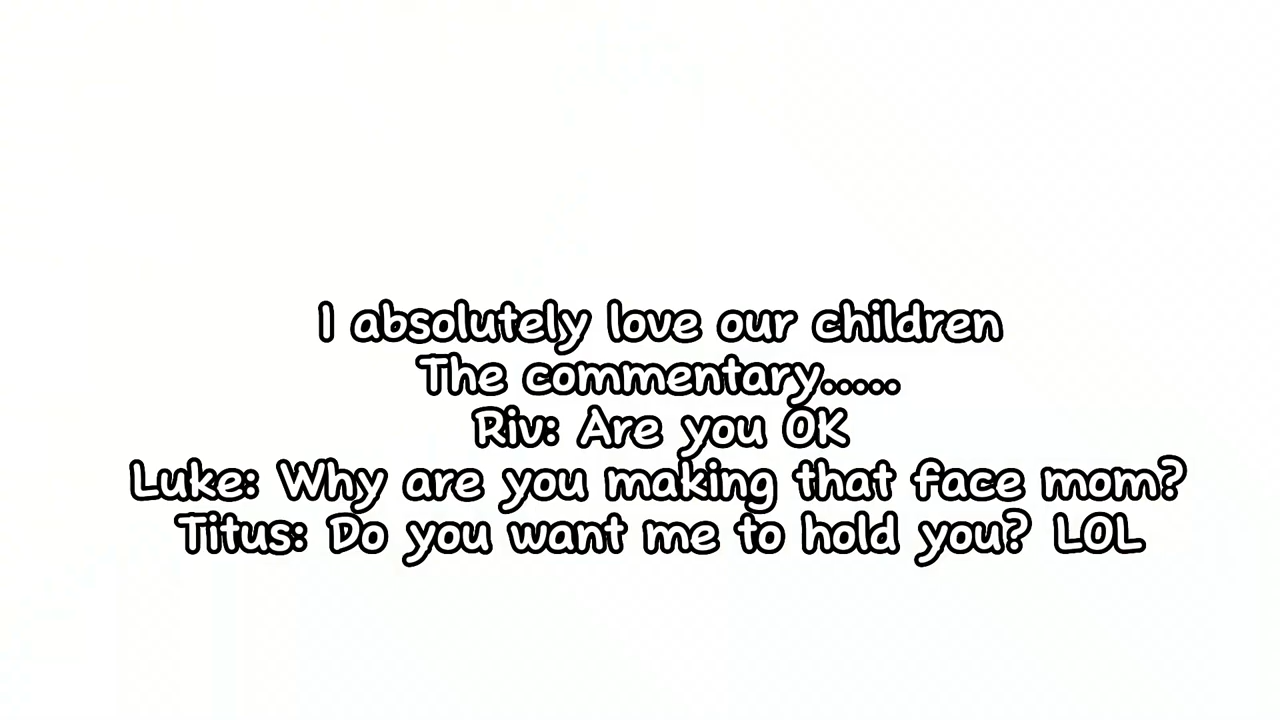 I absolutely love our children
The commentary.....
Riv: Are you OK
Luke: Why are you making that face mom?
Titus: Do you want me to hold you? LOL